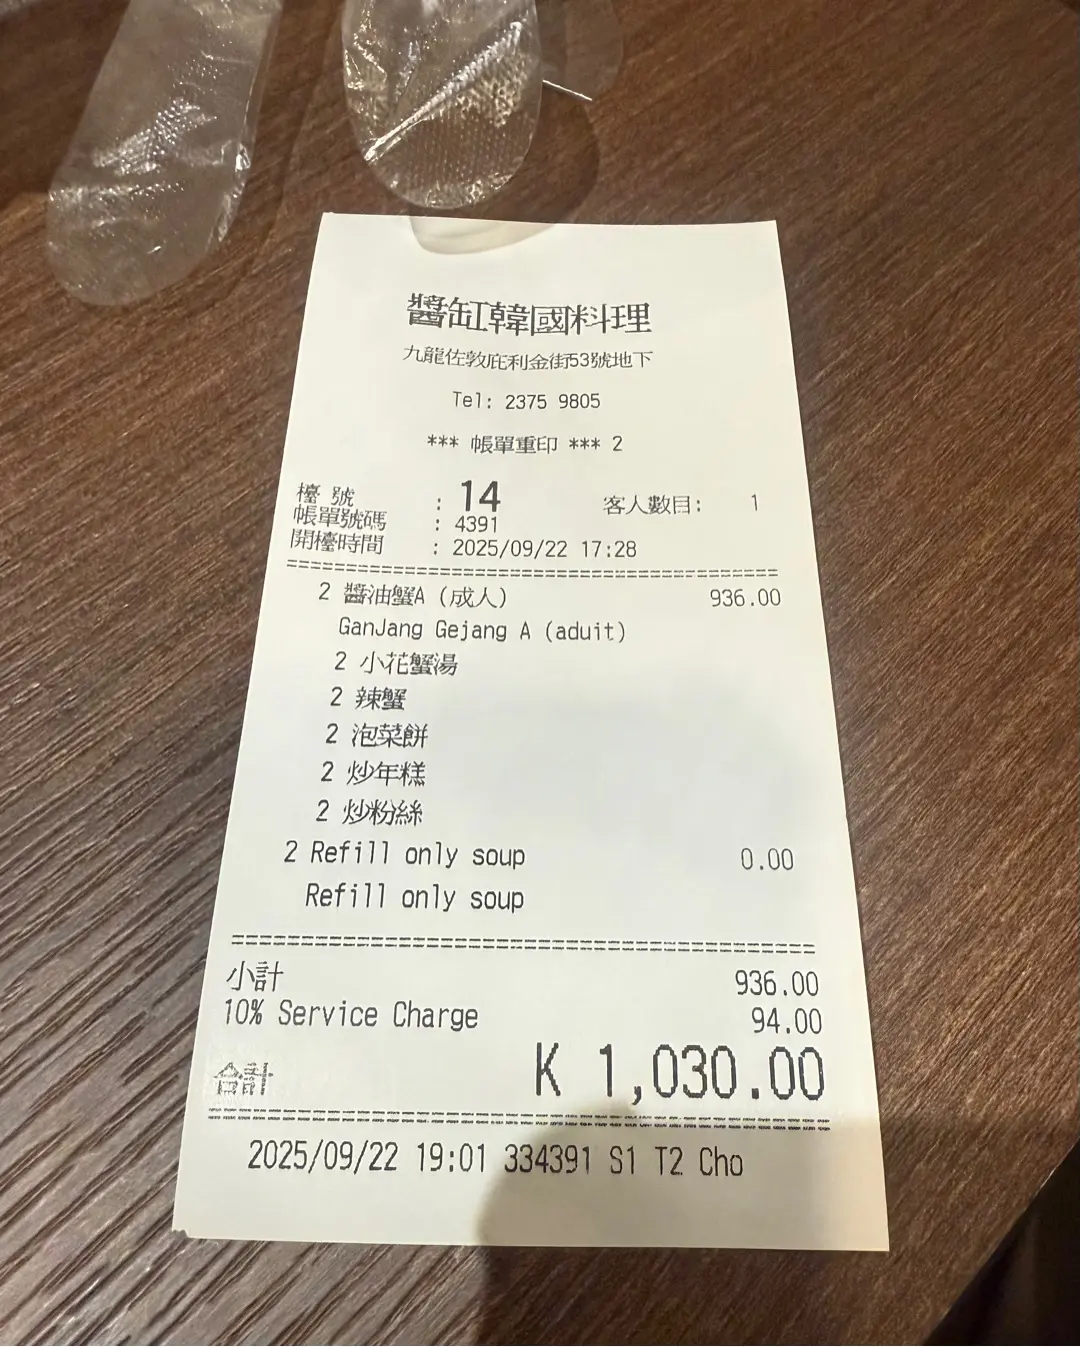 醬缸韓國料理
九龍佐敦庇利金街53號地下
Tel: 2375 9805
*** 帳單重印 *** 2
檯 號 : 14 客人數目: 1
帳單號碼 : 4391
開檯時間 : 2025/09/22 17:28
2 醬油蟹A (成人) 936.00
GanJang Gejang A (aduit)
2 小花蟹湯
2 辣蟹
2 泡菜餅
2 炒年糕
2 炒粉絲
2 Refill only soup 0.00
Refill only soup
小計 936.00
10% Service Charge 94.00
合計 K 1,030.00
2025/09/22 19:01 334391 S1 T2 Cho